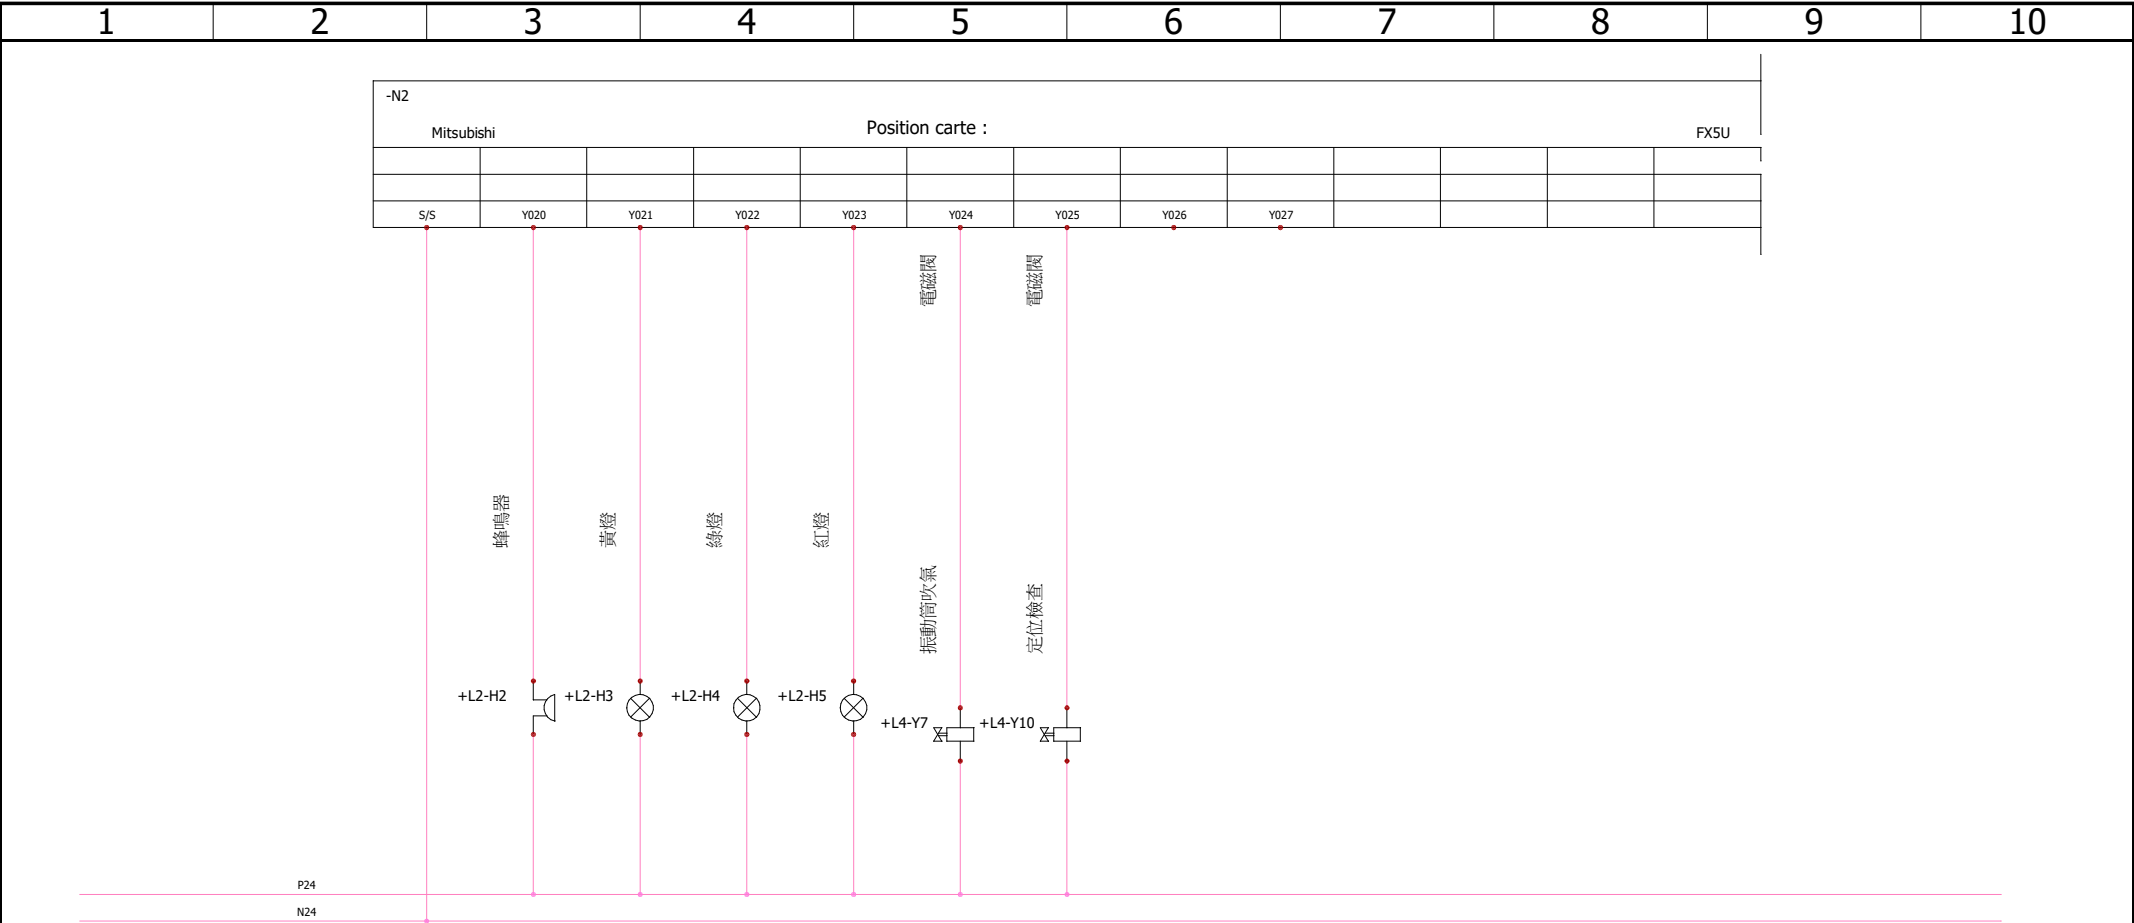 1 2 3 4 5 6 7 8 9 10
-N2
Mitsubishi Position carte : FX5U
S/S Y020 Y021 Y022 Y023 Y024 Y025 Y026 Y027
電磁閥 電磁閥
蜂鳴器 黃燈 綠燈 紅燈
振動筒吹氣 定位檢查
+L2-H2 +L2-H3 +L2-H4 +L2-H5
+L4-Y7 +L4-Y10
P24
N24